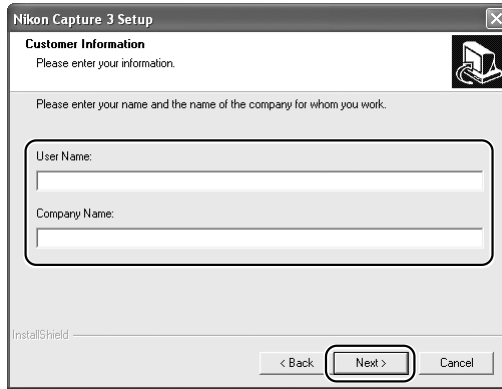 Nikon Capture 3 Setup
Customer Information
Please enter your information.
Please enter your name and the name of the company for whom you work.
User Name:
Company Name:
InstallShield
< Back Next > Cancel